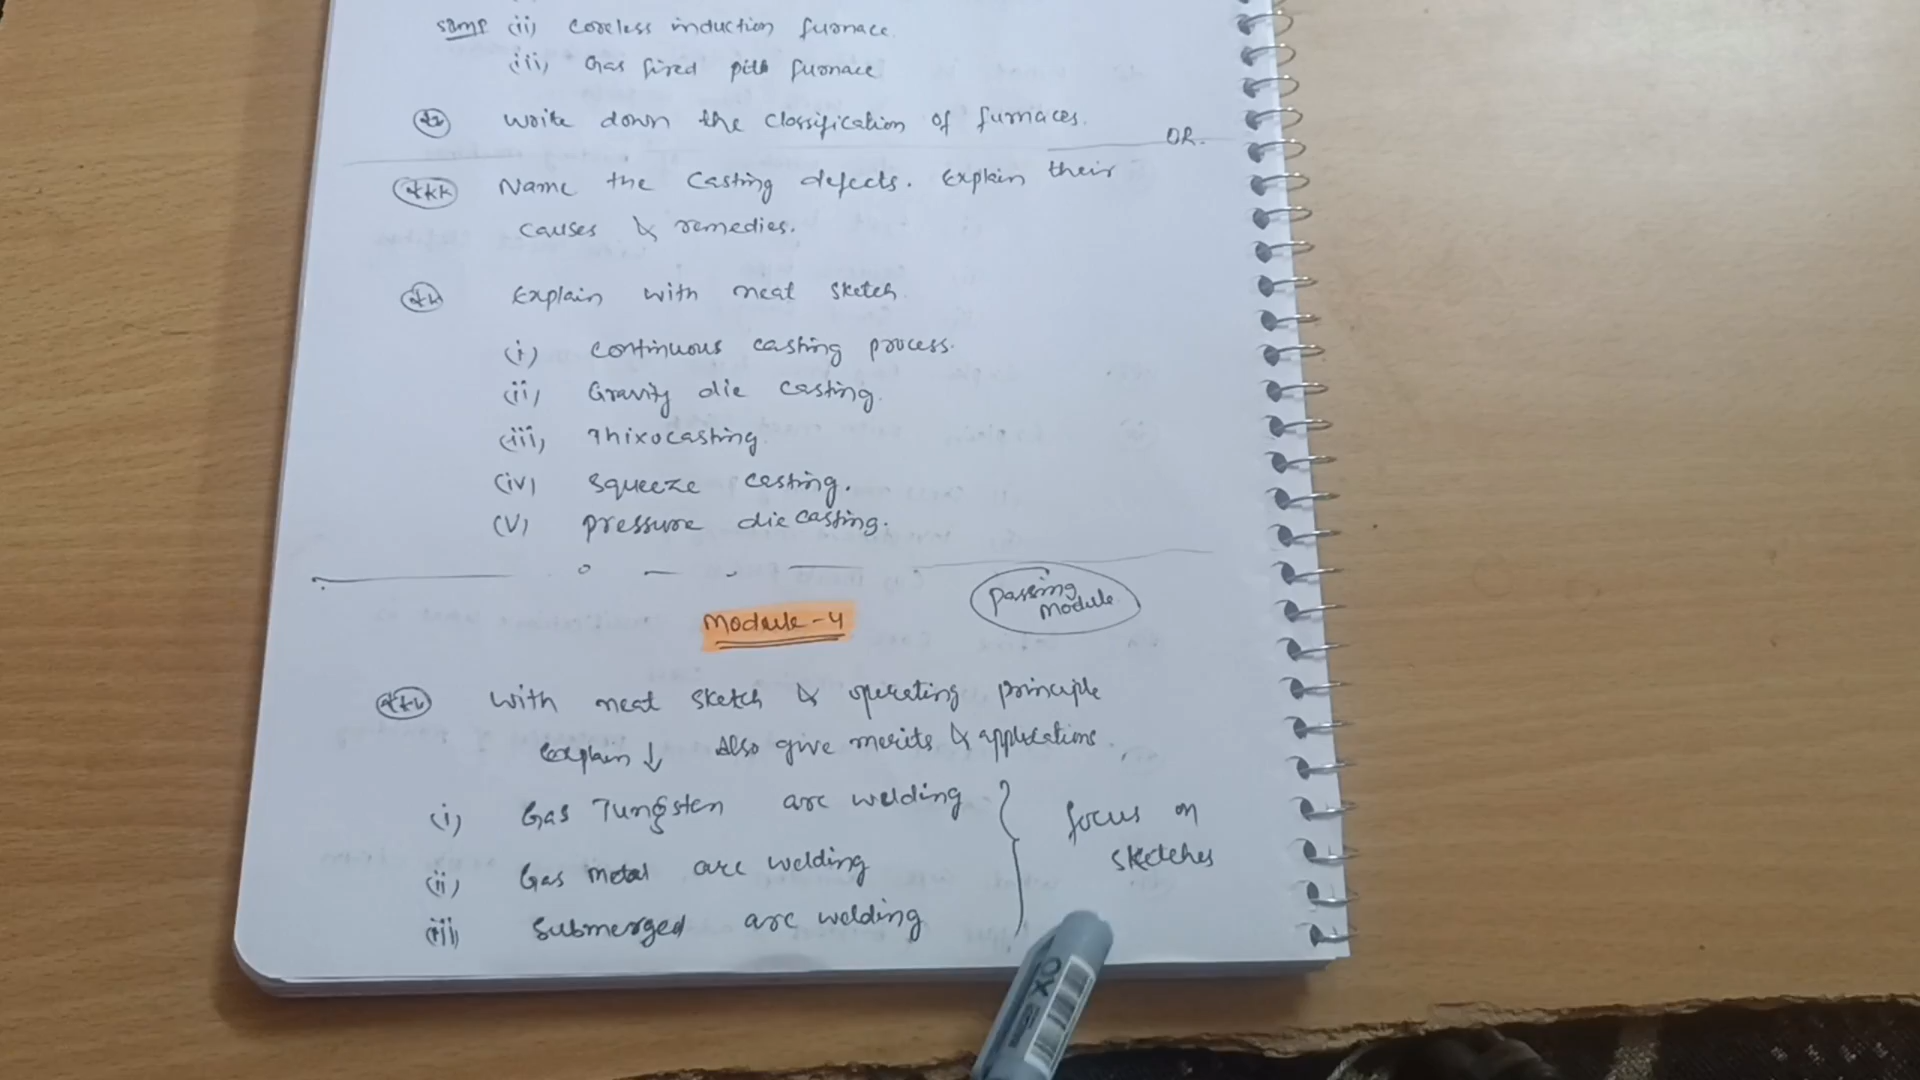 same (ii) Coreless induction furnace.
(iii) Gas fired pit furnace
** Write down the classification of furnaces.
OR.
*** Name the Casting defects. Explain their
causes & remedies.
** Explain with neat sketch.
(i) Continuous casting process.
(ii) Gravity die casting.
(iii) Thixocasting.
(iv) Squeeze casting.
(v) Pressure die casting.
Passing
module
Module-4
*** With neat sketch & operating principle
explain ↓ Also give merits & applications.
(i) Gas Tungsten arc welding
(ii) Gas metal arc welding
(iii) Submerged arc welding
focus on
sketches
OX